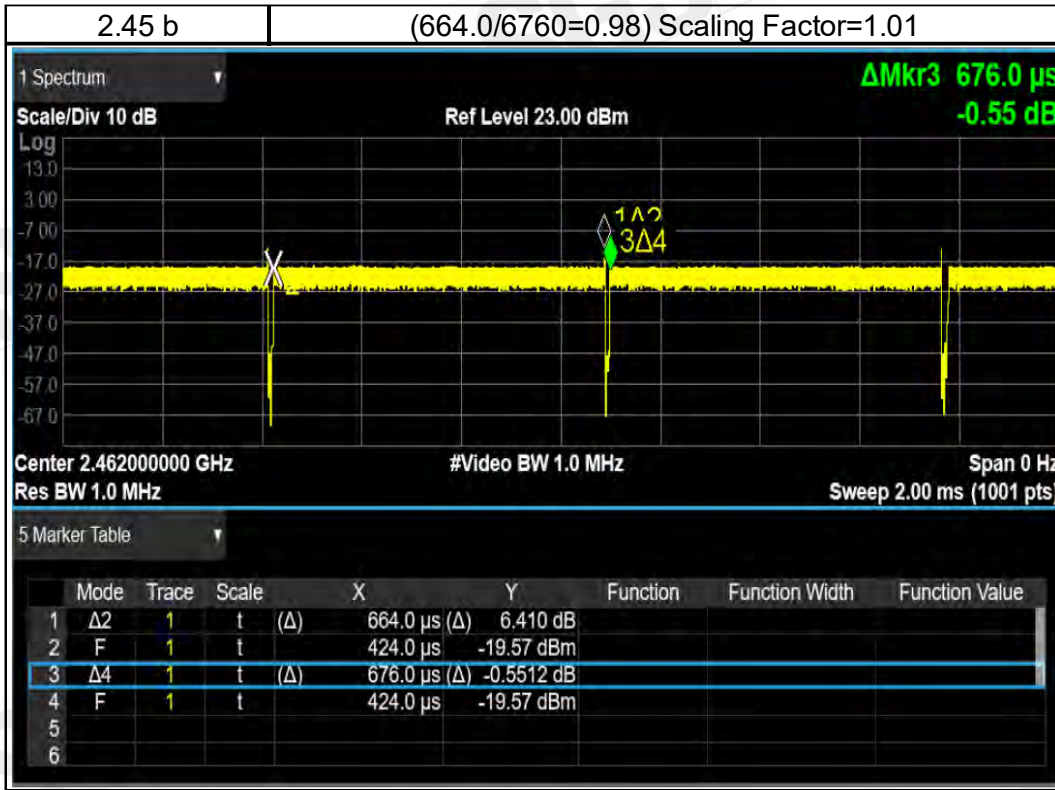 2.45 b (664.0/6760=0.98) Scaling Factor=1.01
1 Spectrum
ΔMkr3 676.0 µs
Scale/Div 10 dB Ref Level 23.00 dBm -0.55 dB
Log
13.0
3.00
-7.00
-17.0
-27.0
-37.0
-47.0
-57.0
-67.0
1Δ2
3Δ4
Center 2.462000000 GHz #Video BW 1.0 MHz Span 0 Hz
Res BW 1.0 MHz Sweep 2.00 ms (1001 pts)
5 Marker Table
Mode Trace Scale X Y Function Function Width Function Value
1 Δ2 1 t (Δ) 664.0 µs (Δ) 6.410 dB
2 F 1 t 424.0 µs -19.57 dBm
3 Δ4 1 t (Δ) 676.0 µs (Δ) -0.5512 dB
4 F 1 t 424.0 µs -19.57 dBm
5
6